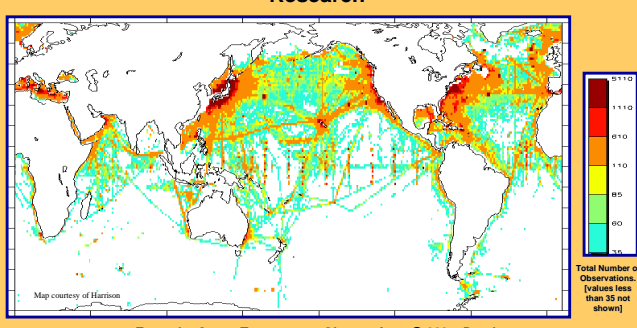 Research
5110
1110
610
110
85
60
35
Total Number of
Observations.
[values less
than 35 not
shown]
Map courtesy of Harrison